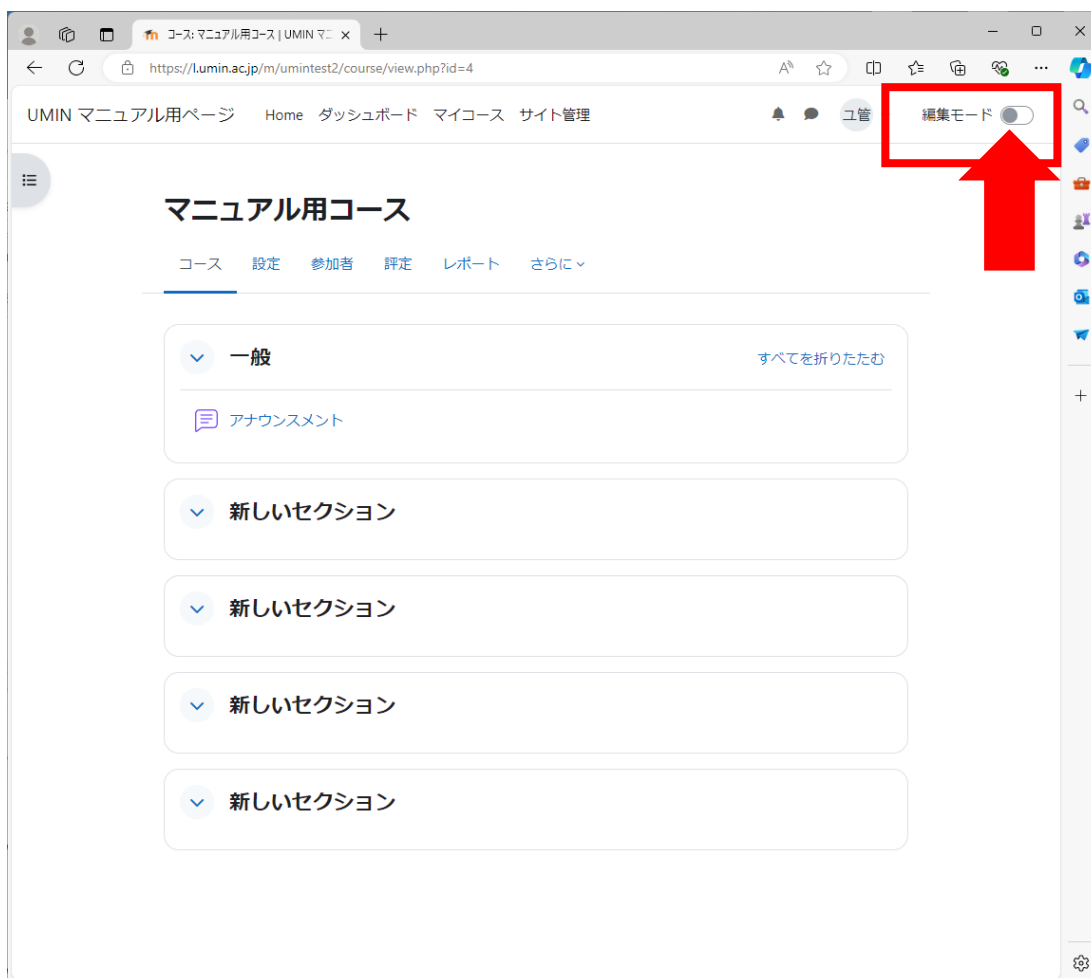 コース: マニュアル用コース | UMIN マニ
https://l.umin.ac.jp/m/umintest2/course/view.php?id=4
UMIN マニュアル用ページ Home ダッシュボード マイコース サイト管理 ユ管 編集モード
マニュアル用コース
コース 設定 参加者 評定 レポート さらに
一般 すべてを折りたたむ
アナウンスメント
新しいセクション
新しいセクション
新しいセクション
新しいセクション